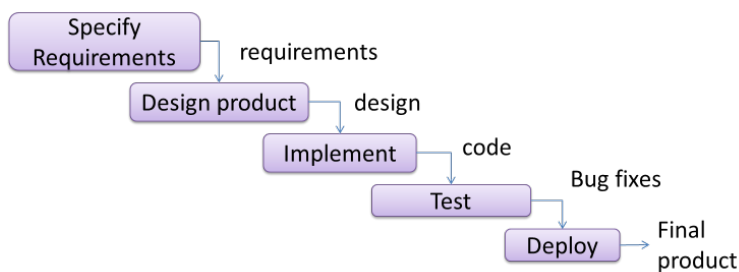 Specify
Requirements
requirements
Design product
design
Implement
code
Test
Bug fixes
Deploy
Final
product